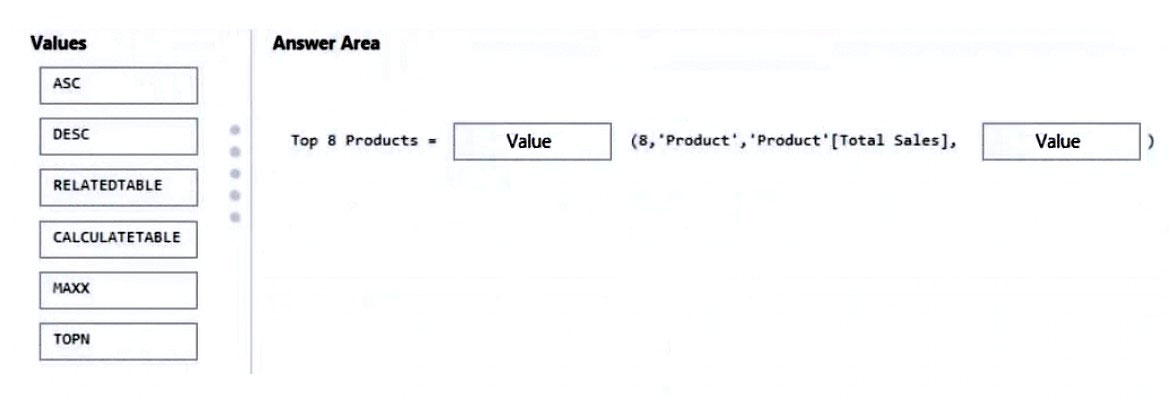 Values
Answer Area
ASC
DESC
RELATEDTABLE
CALCULATETABLE
MAXX
TOPN
Top 8 Products = Value (8,'Product','Product'[Total Sales], Value )